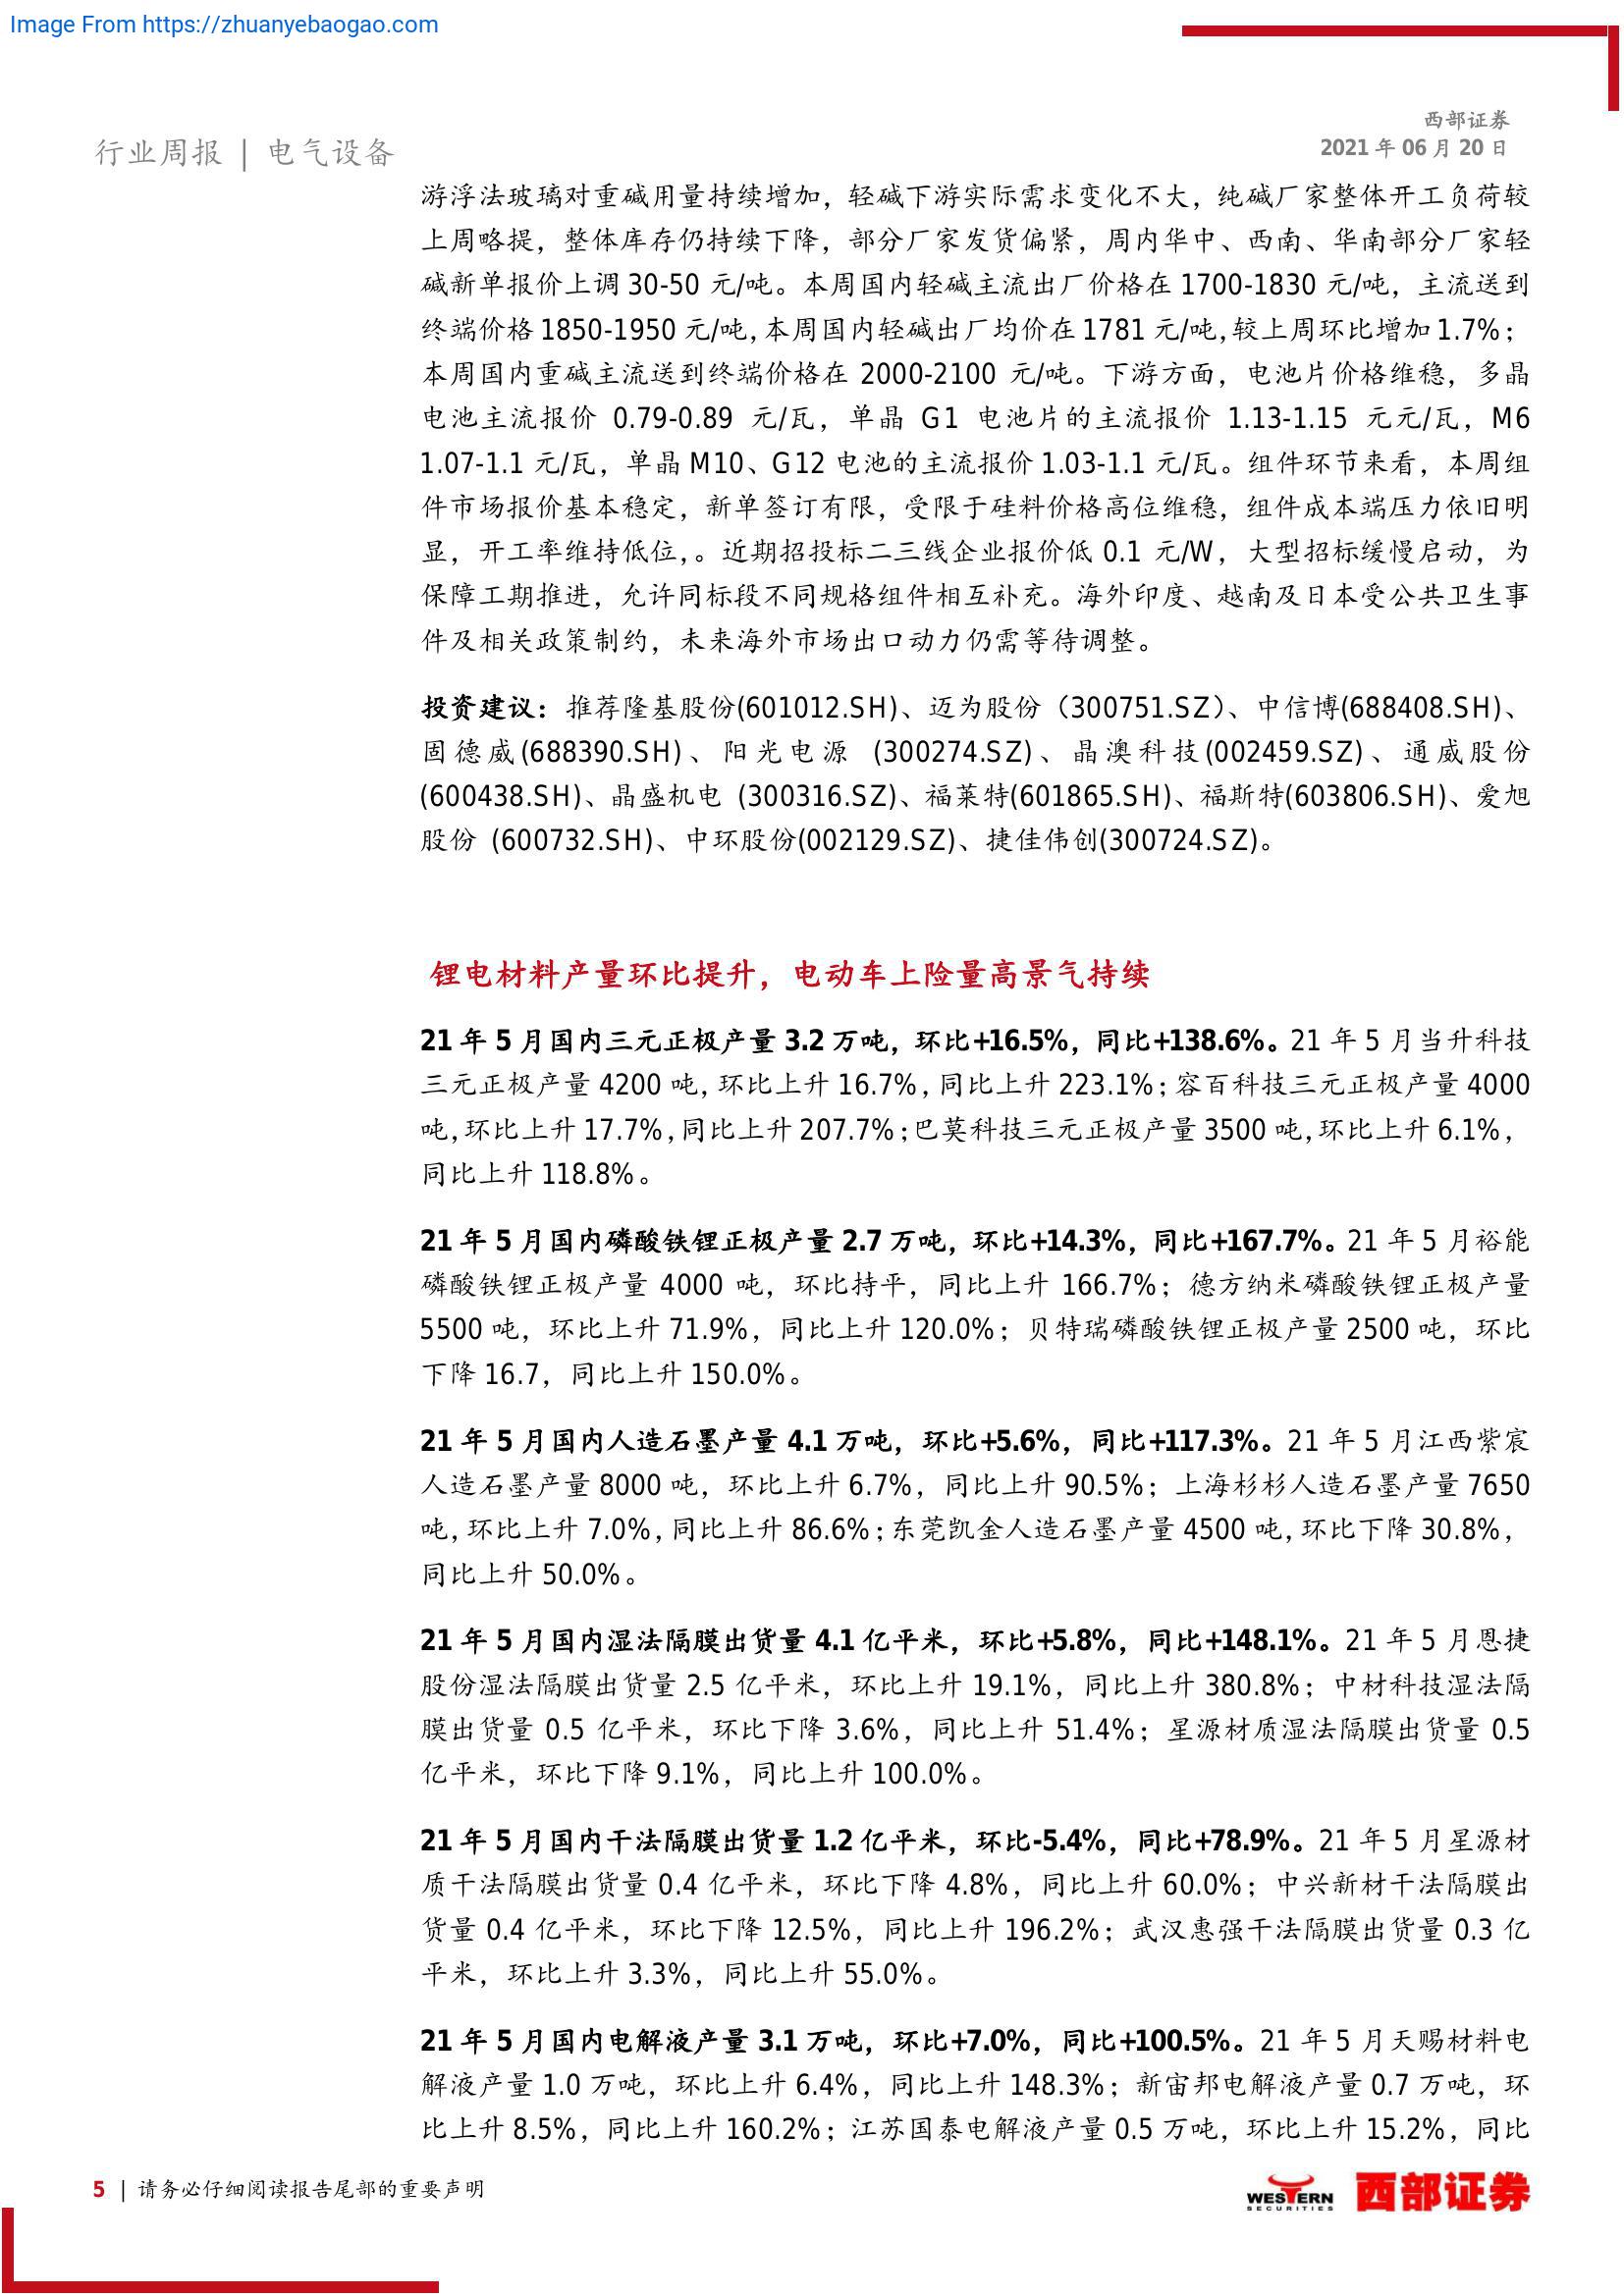 Image From https://zhuanyebaogao.com
西部证券
行业周报 | 电气设备
2021 年 06 月 20 日
游浮法玻璃对重碱用量持续增加，轻碱下游实际需求变化不大，纯碱厂家整体开工负荷较
上周略提，整体库存仍持续下降，部分厂家发货偏紧，周内华中、西南、华南部分厂家轻
碱新单报价上调 30-50 元/吨。本周国内轻碱主流出厂价格在 1700-1830 元/吨，主流送到
终端价格 1850-1950 元/吨，本周国内轻碱出厂均价在 1781 元/吨，较上周环比增加 1.7%；
本周国内重碱主流送到终端价格在 2000-2100 元/吨。下游方面，电池片价格维稳，多晶
电池主流报价 0.79-0.89 元/瓦，单晶 G1 电池片的主流报价 1.13-1.15 元元/瓦，M6
1.07-1.1 元/瓦，单晶 M10、G12 电池的主流报价 1.03-1.1 元/瓦。组件环节来看，本周组
件市场报价基本稳定，新单签订有限，受限于硅料价格高位维稳，组件成本端压力依旧明
显，开工率维持低位，。近期招投标二三线企业报价低 0.1 元/W，大型招标缓慢启动，为
保障工期推进，允许同标段不同规格组件相互补充。海外印度、越南及日本受公共卫生事
件及相关政策制约，未来海外市场出口动力仍需等待调整。
投资建议：推荐隆基股份(601012.SH)、迈为股份（300751.SZ）、中信博(688408.SH)、
固德威(688390.SH)、阳光电源 (300274.SZ)、晶澳科技(002459.SZ)、通威股份
(600438.SH)、晶盛机电 (300316.SZ)、福莱特(601865.SH)、福斯特(603806.SH)、爱旭
股份 (600732.SH)、中环股份(002129.SZ)、捷佳伟创(300724.SZ)。
锂电材料产量环比提升，电动车上险量高景气持续
21 年 5 月国内三元正极产量 3.2 万吨，环比+16.5%，同比+138.6%。21 年 5 月当升科技
三元正极产量 4200 吨，环比上升 16.7%，同比上升 223.1%；容百科技三元正极产量 4000
吨，环比上升 17.7%，同比上升 207.7%；巴莫科技三元正极产量 3500 吨，环比上升 6.1%，
同比上升 118.8%。
21 年 5 月国内磷酸铁锂正极产量 2.7 万吨，环比+14.3%，同比+167.7%。21 年 5 月裕能
磷酸铁锂正极产量 4000 吨，环比持平，同比上升 166.7%；德方纳米磷酸铁锂正极产量
5500 吨，环比上升 71.9%，同比上升 120.0%；贝特瑞磷酸铁锂正极产量 2500 吨，环比
下降 16.7，同比上升 150.0%。
21 年 5 月国内人造石墨产量 4.1 万吨，环比+5.6%，同比+117.3%。21 年 5 月江西紫宸
人造石墨产量 8000 吨，环比上升 6.7%，同比上升 90.5%；上海杉杉人造石墨产量 7650
吨，环比上升 7.0%，同比上升 86.6%；东莞凯金人造石墨产量 4500 吨，环比下降 30.8%，
同比上升 50.0%。
21 年 5 月国内湿法隔膜出货量 4.1 亿平米，环比+5.8%，同比+148.1%。21 年 5 月恩捷
股份湿法隔膜出货量 2.5 亿平米，环比上升 19.1%，同比上升 380.8%；中材科技湿法隔
膜出货量 0.5 亿平米，环比下降 3.6%，同比上升 51.4%；星源材质湿法隔膜出货量 0.5
亿平米，环比下降 9.1%，同比上升 100.0%。
21 年 5 月国内干法隔膜出货量 1.2 亿平米，环比-5.4%，同比+78.9%。21 年 5 月星源材
质干法隔膜出货量 0.4 亿平米，环比下降 4.8%，同比上升 60.0%；中兴新材干法隔膜出
货量 0.4 亿平米，环比下降 12.5%，同比上升 196.2%；武汉惠强干法隔膜出货量 0.3 亿
平米，环比上升 3.3%，同比上升 55.0%。
21 年 5 月国内电解液产量 3.1 万吨，环比+7.0%，同比+100.5%。21 年 5 月天赐材料电
解液产量 1.0 万吨，环比上升 6.4%，同比上升 148.3%；新宙邦电解液产量 0.7 万吨，环
比上升 8.5%，同比上升 160.2%；江苏国泰电解液产量 0.5 万吨，环比上升 15.2%，同比
5 | 请务必仔细阅读报告尾部的重要声明
WESTERN
SECURITIES
西部证券